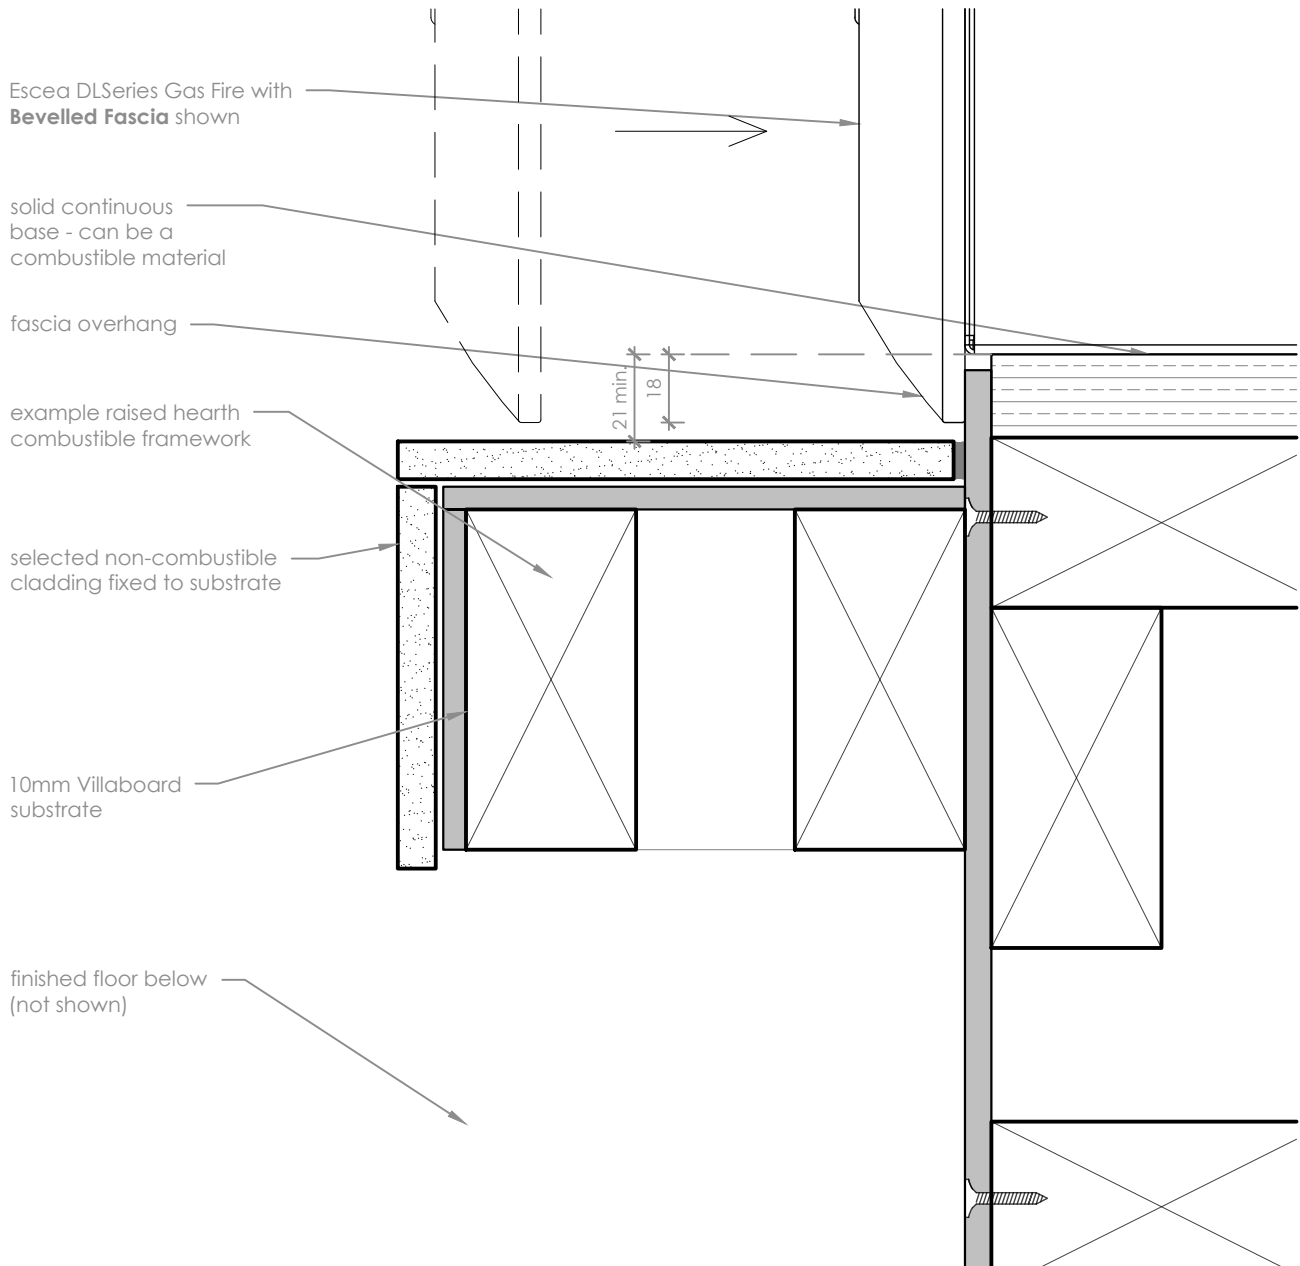 Escea DLSeries Gas Fire with
Bevelled Fascia shown
solid continuous
base - can be a
combustible material
fascia overhang
21 min.
18
example raised hearth
combustible framework
selected non-combustible
cladding fixed to substrate
10mm Villaboard
substrate
finished floor below
(not shown)